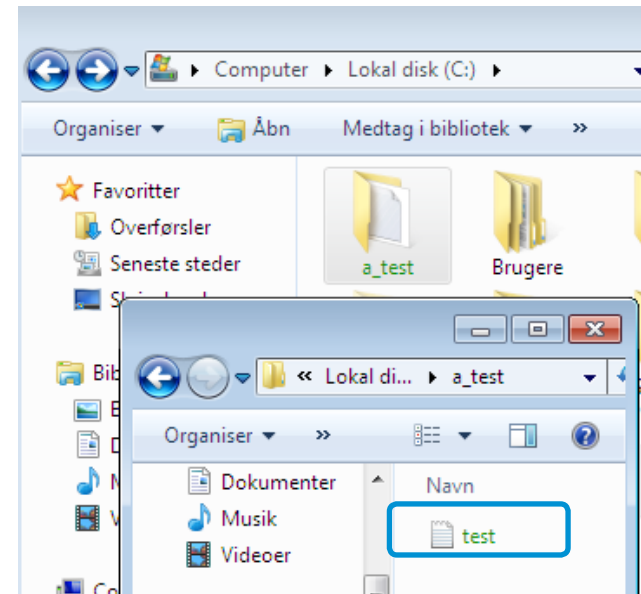 Computer Lokal disk (C:)
Organiser Åbn Medtag i bibliotek »
Favoritter
Overførsler
Seneste steder
a_test Brugere
Bib
« Lokal di... a_test
Organiser »
Dokumenter
Musik
Videoer
Navn
test